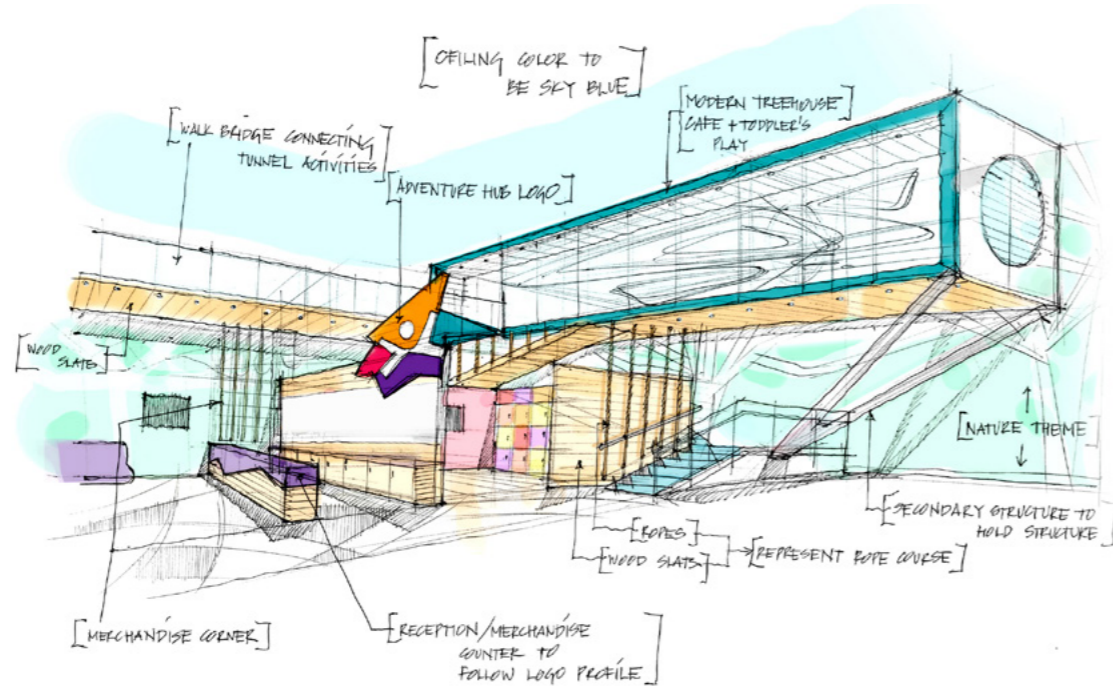 [CEILING COLOR TO
BE SKY BLUE]
[WALK BRIDGE CONNECTING
TUNNEL ACTIVITIES]
[MODERN TREEHOUSE
CAFE + TODDLER'S
PLAY]
[ADVENTURE HUB LOGO]
[WOOD
SLATS]
[NATURE THEME]
[SECONDARY STRUCTURE TO
HOLD STRUCTURE]
[ROPES]
[WOOD SLATS]
[REPRESENT ROPE COURSE]
[MERCHANDISE CORNER]
[RECEPTION/MERCHANDISE
COUNTER TO
FOLLOW LOGO PROFILE]